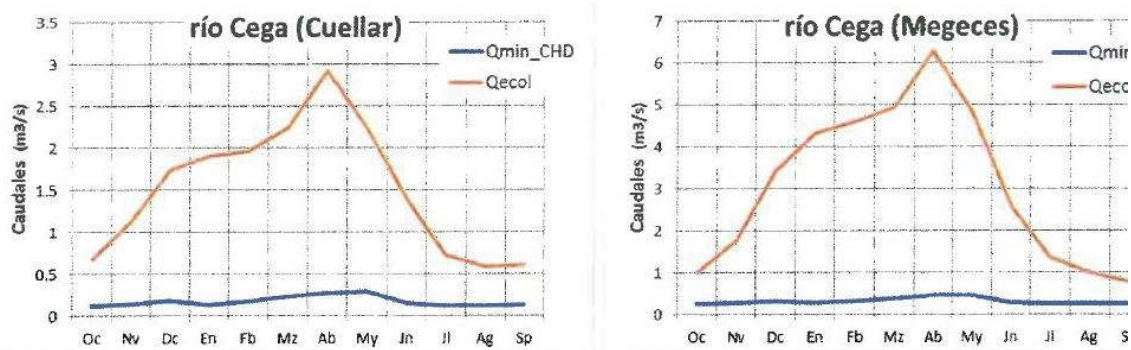 río Cega (Cuellar)
Qmin_CHD
Qecol
Caudales (m3/s)
3.5
3
2.5
2
1.5
1
0.5
0
Oc Nv Dc En Fb Mz Ab My Jn Jl Ag Sp
río Cega (Megeces)
Qmin
Qecol
Caudales (m3/s)
7
6
5
4
3
2
1
0
Oc Nv Dc En Fb Mz Ab My Jn Jl Ag